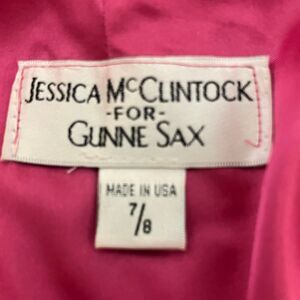 JESSICA MCCLINTOCK
-FOR-
GUNNE SAX
MADE IN USA
7/8